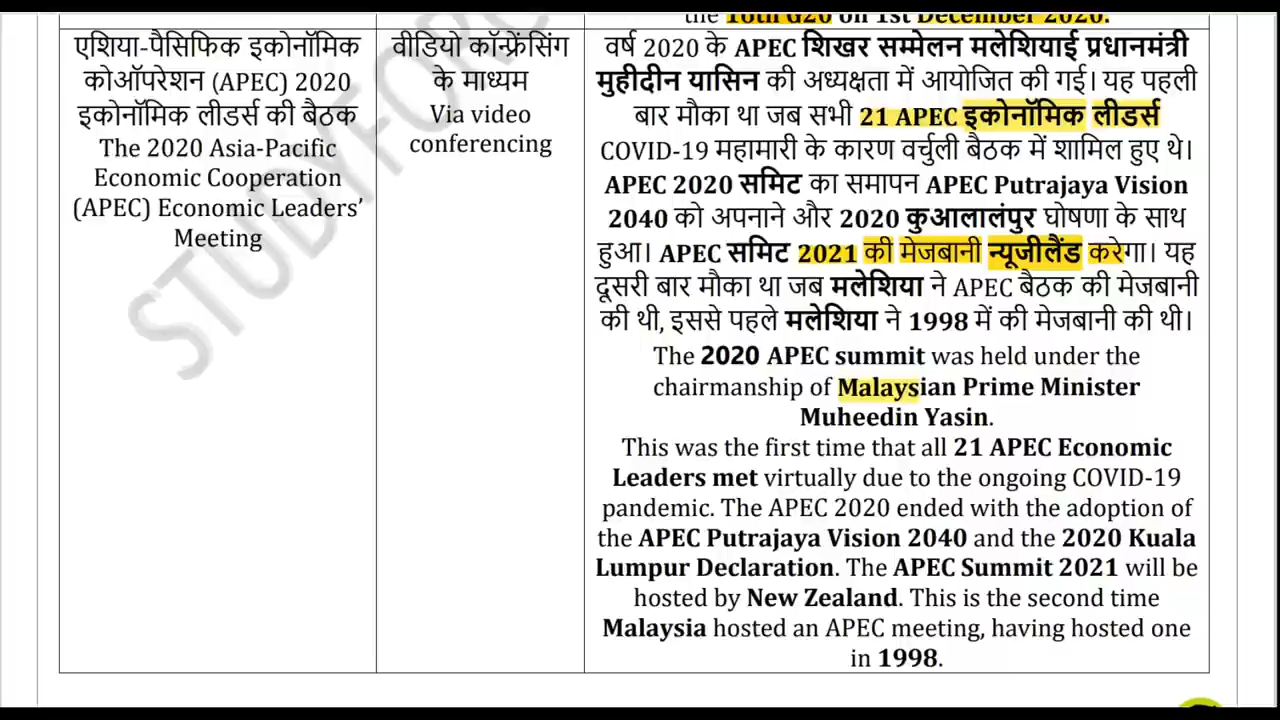 the 16th G20 on 1st December 2020.
एशिया-पैसिफिक इकोनॉमिक
कोऑपरेशन (APEC) 2020
इकोनॉमिक लीडर्स की बैठक
The 2020 Asia-Pacific
Economic Cooperation
(APEC) Economic Leaders’
Meeting
वीडियो कॉन्फ्रेंसिंग
के माध्यम
Via video
conferencing
वर्ष 2020 के APEC शिखर सम्मेलन मलेशियाई प्रधानमंत्री
मुहीदीन यासिन की अध्यक्षता में आयोजित की गई। यह पहली
बार मौका था जब सभी 21 APEC इकोनॉमिक लीडर्स
COVID-19 महामारी के कारण वर्चुली बैठक में शामिल हुए थे।
APEC 2020 समिट का समापन APEC Putrajaya Vision
2040 को अपनाने और 2020 कुआलालंपुर घोषणा के साथ
हुआ। APEC समिट 2021 की मेजबानी न्यूजीलैंड करेगा। यह
दूसरी बार मौका था जब मलेशिया ने APEC बैठक की मेजबानी
की थी, इससे पहले मलेशिया ने 1998 में की मेजबानी की थी।
The 2020 APEC summit was held under the
chairmanship of Malaysian Prime Minister
Muheedin Yasin.
This was the first time that all 21 APEC Economic
Leaders met virtually due to the ongoing COVID-19
pandemic. The APEC 2020 ended with the adoption of
the APEC Putrajaya Vision 2040 and the 2020 Kuala
Lumpur Declaration. The APEC Summit 2021 will be
hosted by New Zealand. This is the second time
Malaysia hosted an APEC meeting, having hosted one
in 1998.
STUDYFOR